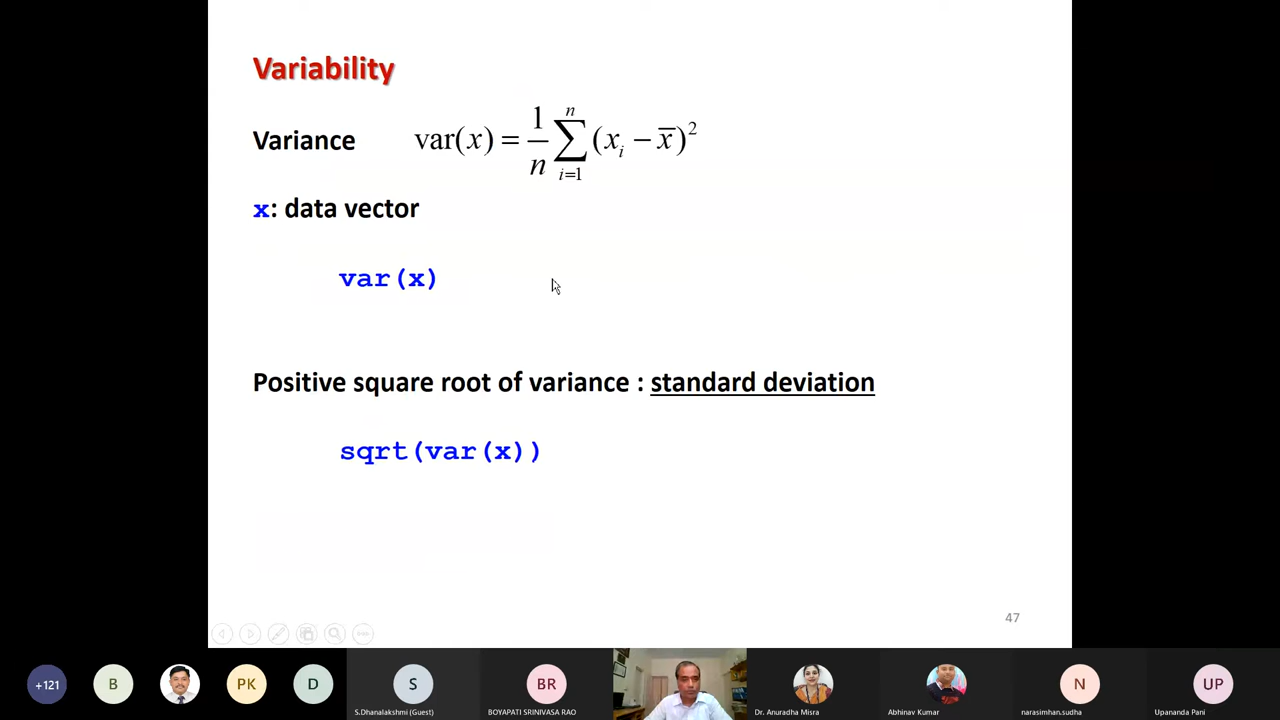 Variability
Variance var(x) = 1/n ∑ i=1 n (xᵢ − x̄)²
x: data vector
var(x)
Positive square root of variance : standard deviation
sqrt(var(x))
47
+121 B PK D S BR N UP
S.Dhanalakshmi (Guest) BOYAPATI SRINIVASA RAO Dr. Anuradha Misra Abhinav Kumar narasimhan.sudha Upananda Pani